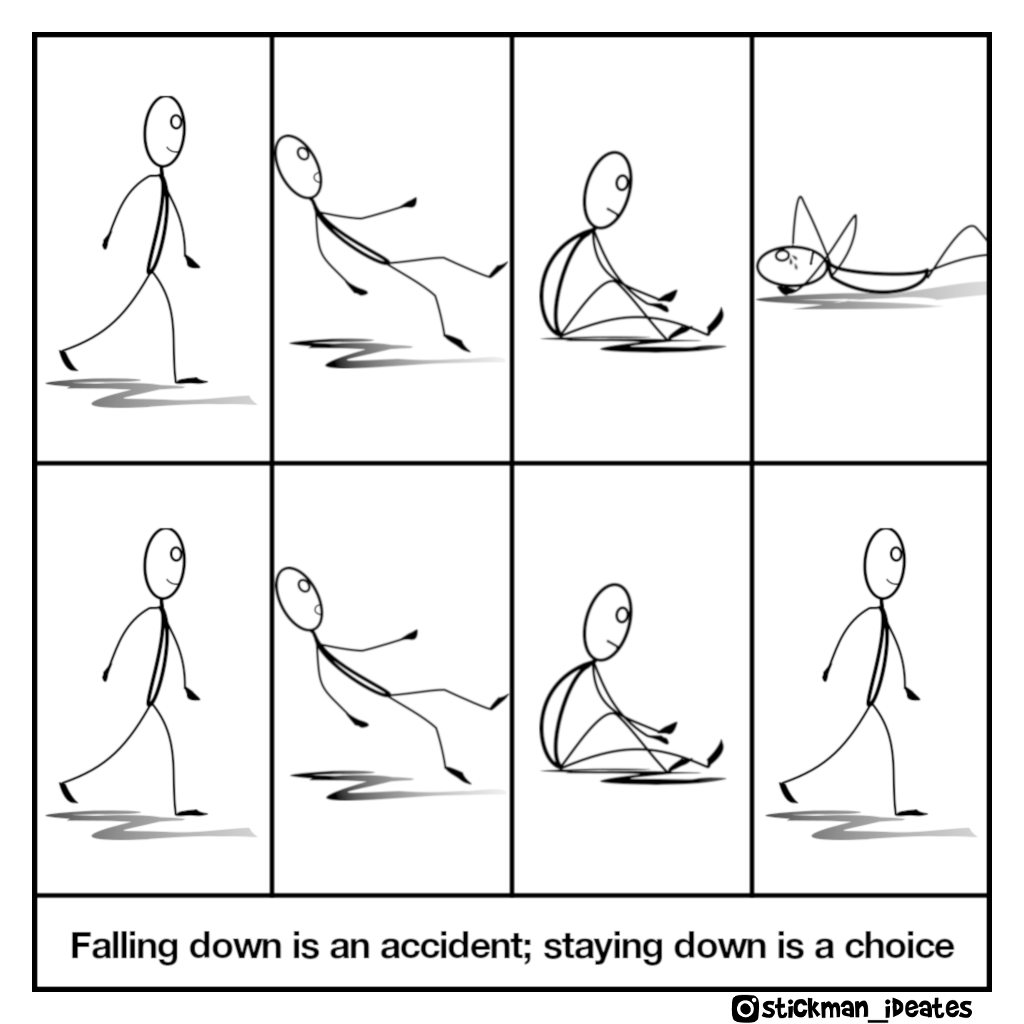 Falling down is an accident; staying down is a choice
stickman_iDeates